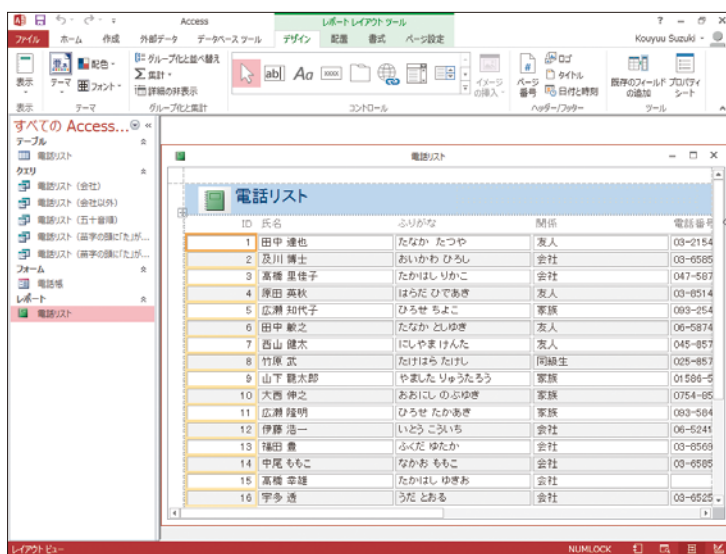 Access
レポート レイアウト ツール
ファイル ホーム 作成 外部データ データベース ツール デザイン 配置 書式 ページ設定 Kouyuu Suzuki
表示
テーマ
配色
フォント
グループ化と並べ替え
集計
詳細の非表示
イメージの挿入
ページ番号
ロゴ
タイトル
日付と時刻
既存のフィールドの追加
プロパティ シート
表示 テーマ グループ化と集計 コントロール ヘッダー/フッター ツール
すべての Access...
テーブル
電話リスト
クエリ
電話リスト (会社)
電話リスト (会社以外)
電話リスト (五十音順)
電話リスト (苗字の頭に「た」が...
電話リスト (苗字の頭に「た」が...
フォーム
電話帳
レポート
電話リスト
電話リスト
電話リスト
ID 氏名 ふりがな 関係 電話番号
1 田中 達也 たなか たつや 友人 03-2154
2 及川 博士 おいかわ ひろし 会社 03-6585
3 高橋 里佳子 たかはし りかこ 会社 047-587
4 原田 英秋 はらだ ひであき 友人 03-8514
5 広瀬 知代子 ひろせ ちよこ 家族 093-254
6 田中 敏之 たなか としゆき 友人 06-5874
7 西山 健太 にしやま けんた 友人 045-857
8 竹原 武 たけはら たけし 同級生 025-857
9 山下 龍太郎 やました りゅうたろう 家族 01586-5
10 大西 伸之 おおにし のぶゆき 家族 0754-85
11 広瀬 隆明 ひろせ たかあき 家族 093-584
12 伊藤 浩一 いとう こういち 会社 06-5241
13 福田 豊 ふくだ ゆたか 会社 03-8569
14 中尾 ももこ なかお ももこ 会社 03-6585
15 高橋 幸雄 たかはし ゆきお 会社
16 宇多 透 うだ とおる 会社 03-6525
レイアウト ビュー NUMLOCK